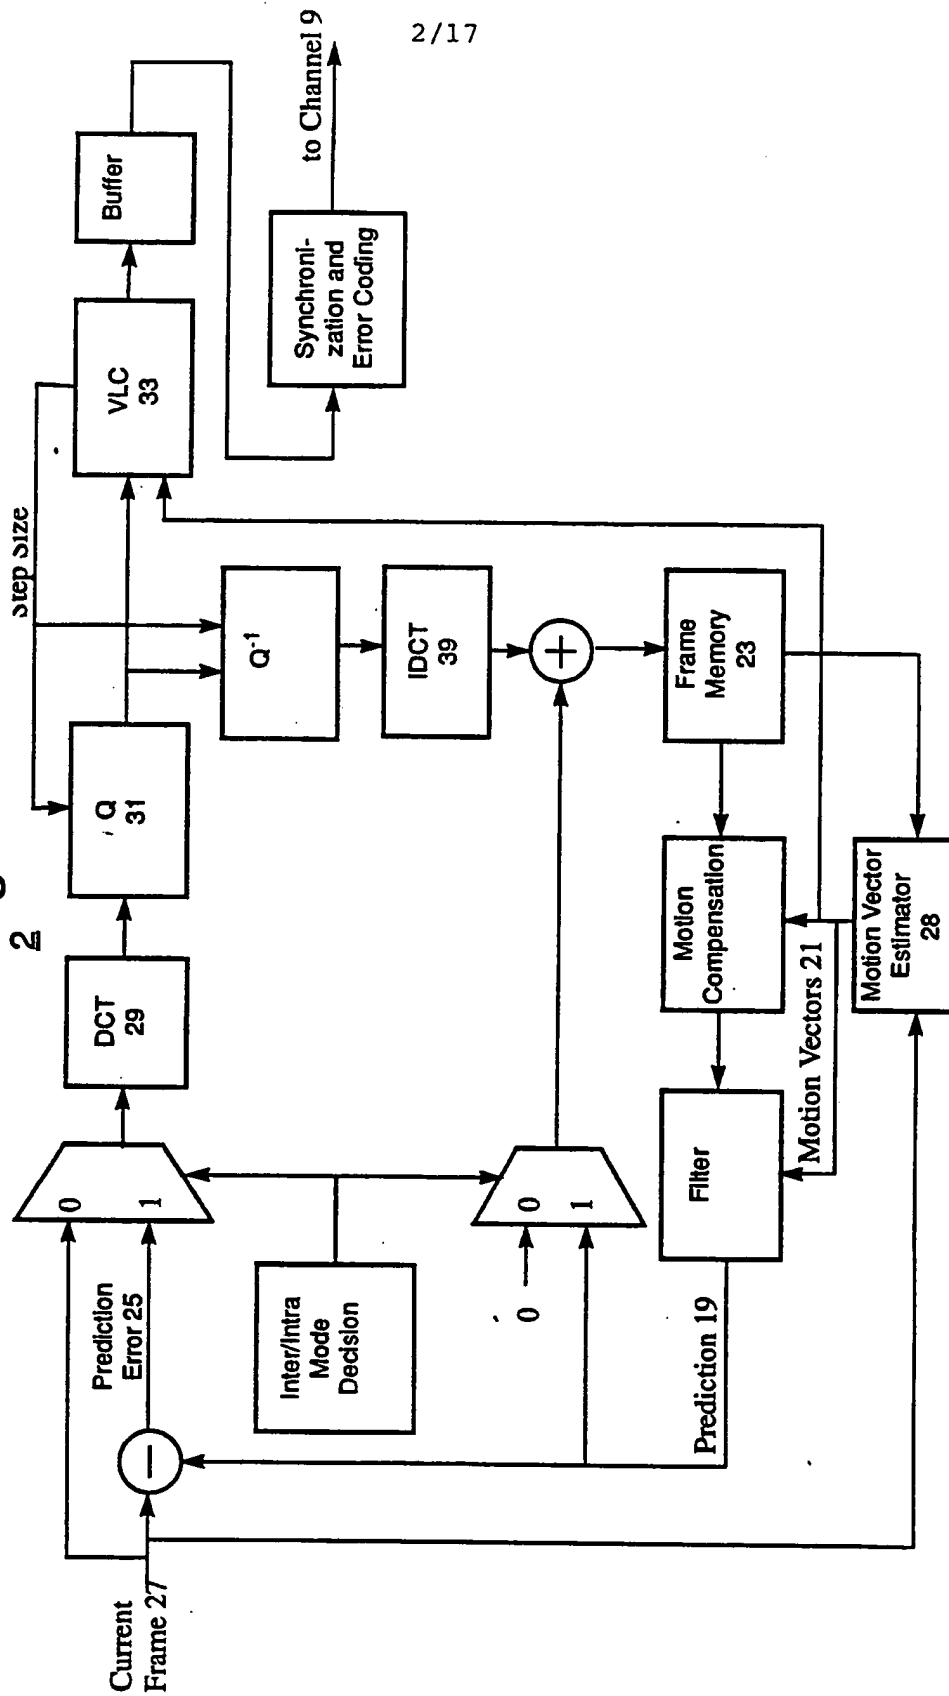 2/17
2
Current
Frame 27
Prediction
Error 25
0
1
DCT
29
Q
31
Step Size
VLC
33
Buffer
Inter/Intra
Mode
Decision
0
0
1
Q-1
IDCT
39
Synchroni-
zation and
Error Coding
to Channel 9
Prediction 19
Filter
Motion
Compensation
Frame
Memory
23
Motion Vectors 21
Motion Vector
Estimator
28